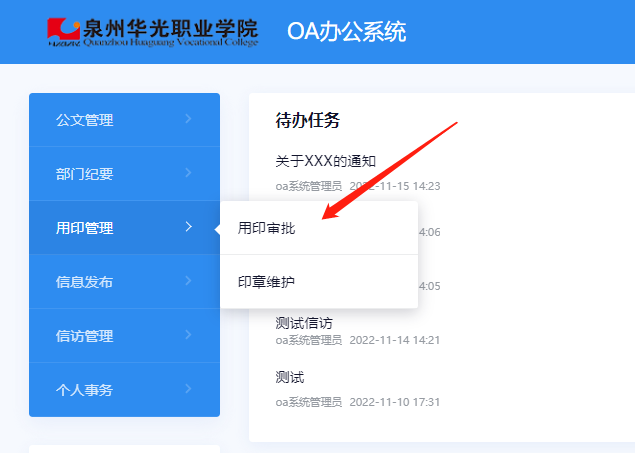 泉州华光职业学院
Quanzhou Huaguang Vocational College
OA办公系统
公文管理
部门纪要
用印管理
信息发布
信访管理
个人事务
用印审批
印章维护
待办任务
关于XXX的通知
oa系统管理员 2022-11-15 14:23
4:06
4:05
测试信访
oa系统管理员 2022-11-14 14:21
测试
oa系统管理员 2022-11-10 17:31